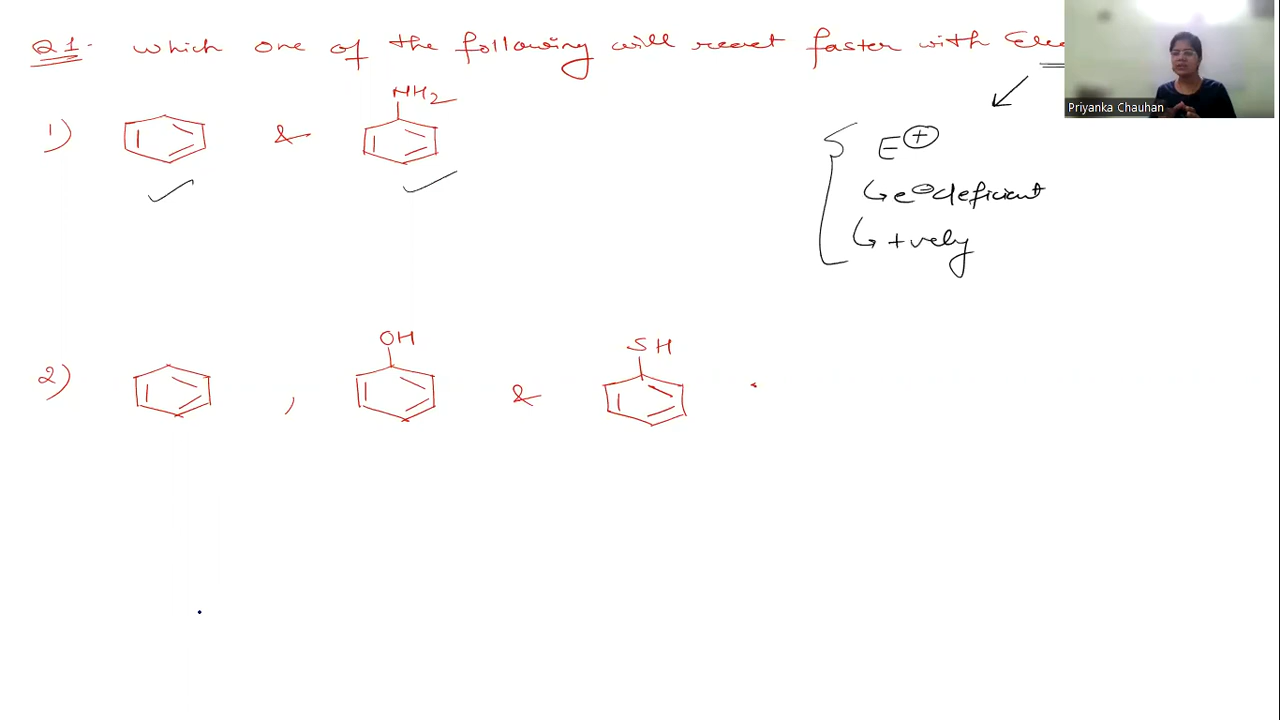 Q1. Which one of the following will react faster with Elec
Priyanka Chauhan
1) & NH2
E⊕
↳ e⊖deficient
↳ +vely
2) , OH & SH .